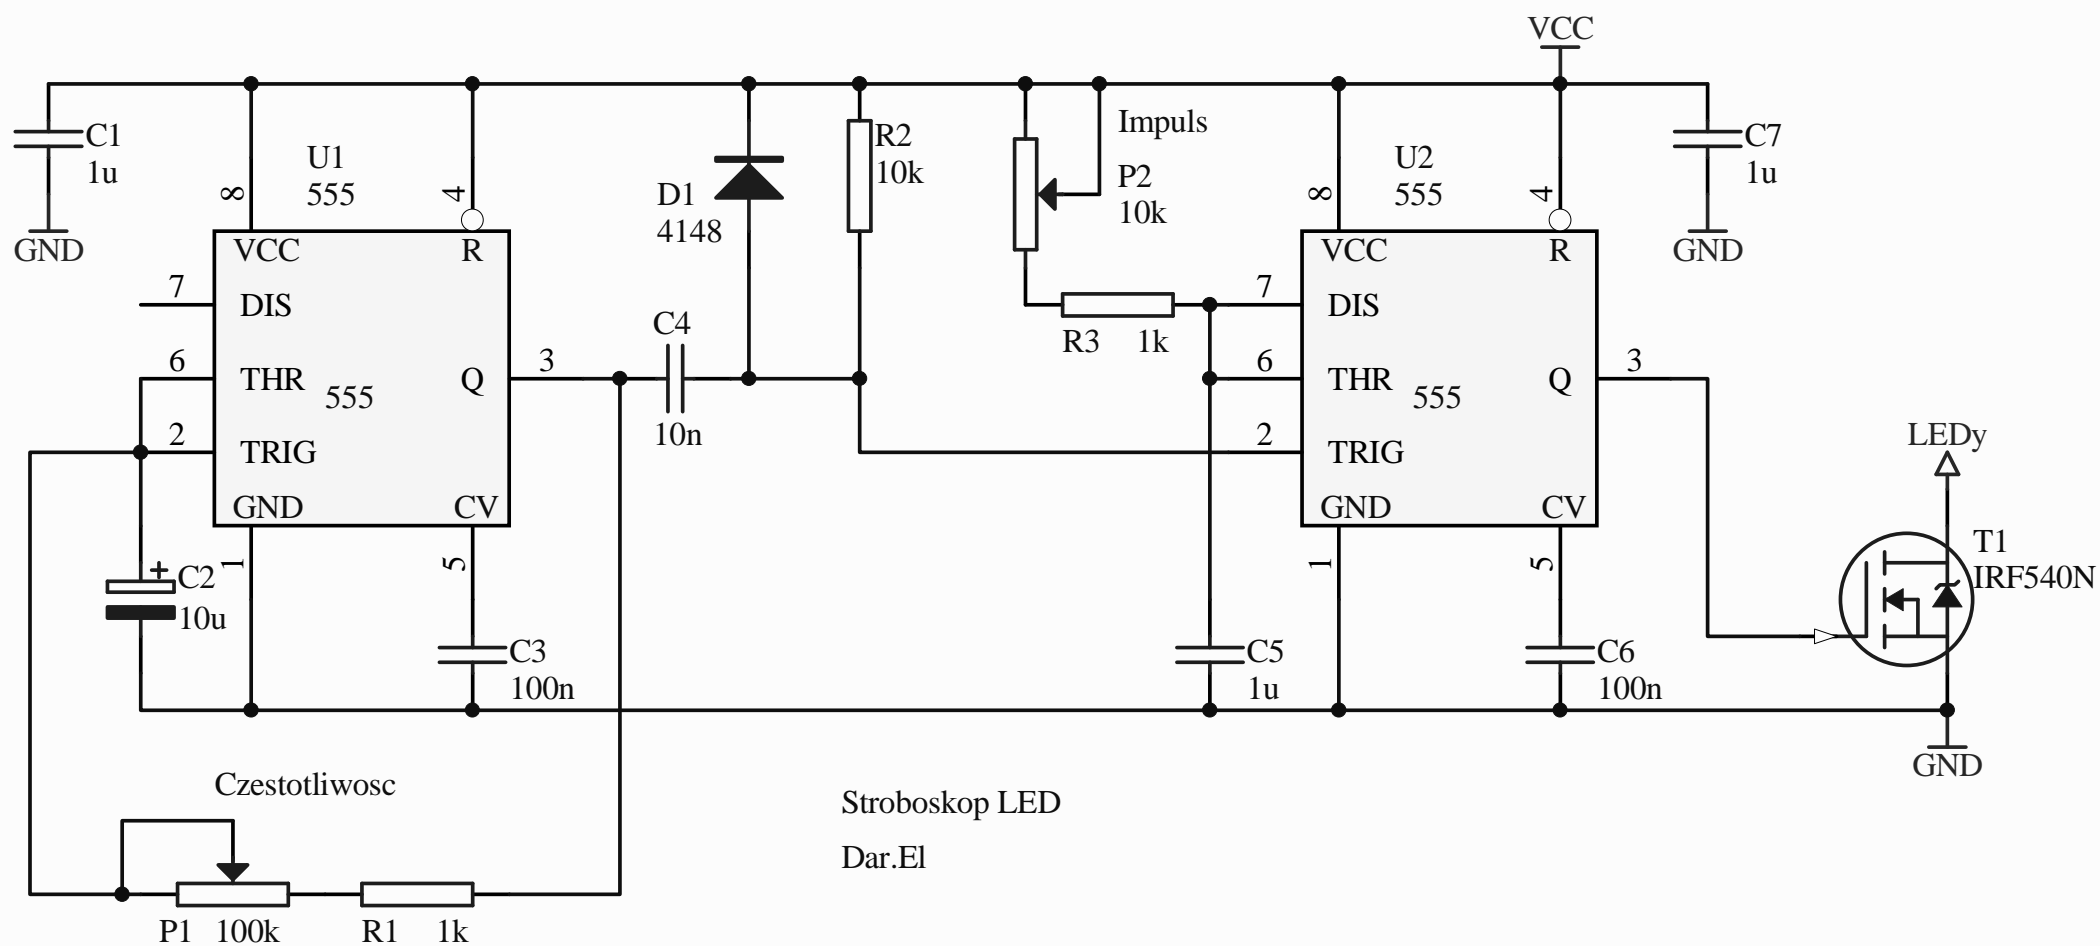 VCC
C1
1u
GND
U1
555
8
4
VCC
R
7
DIS
6
THR
555
Q
3
2
TRIG
GND
CV
1
5
C2
+
10u
C3
100n
D1
4148
C4
10n
R2
10k
Impuls
P2
10k
R3 1k
U2
555
8
4
VCC
R
7
DIS
6
THR
555
Q
3
2
TRIG
GND
CV
1
5
C5
1u
C6
100n
C7
1u
GND
LEDy
T1
IRF540N
GND
Czestotliwosc
P1 100k
R1 1k
Stroboskop LED
Dar.El